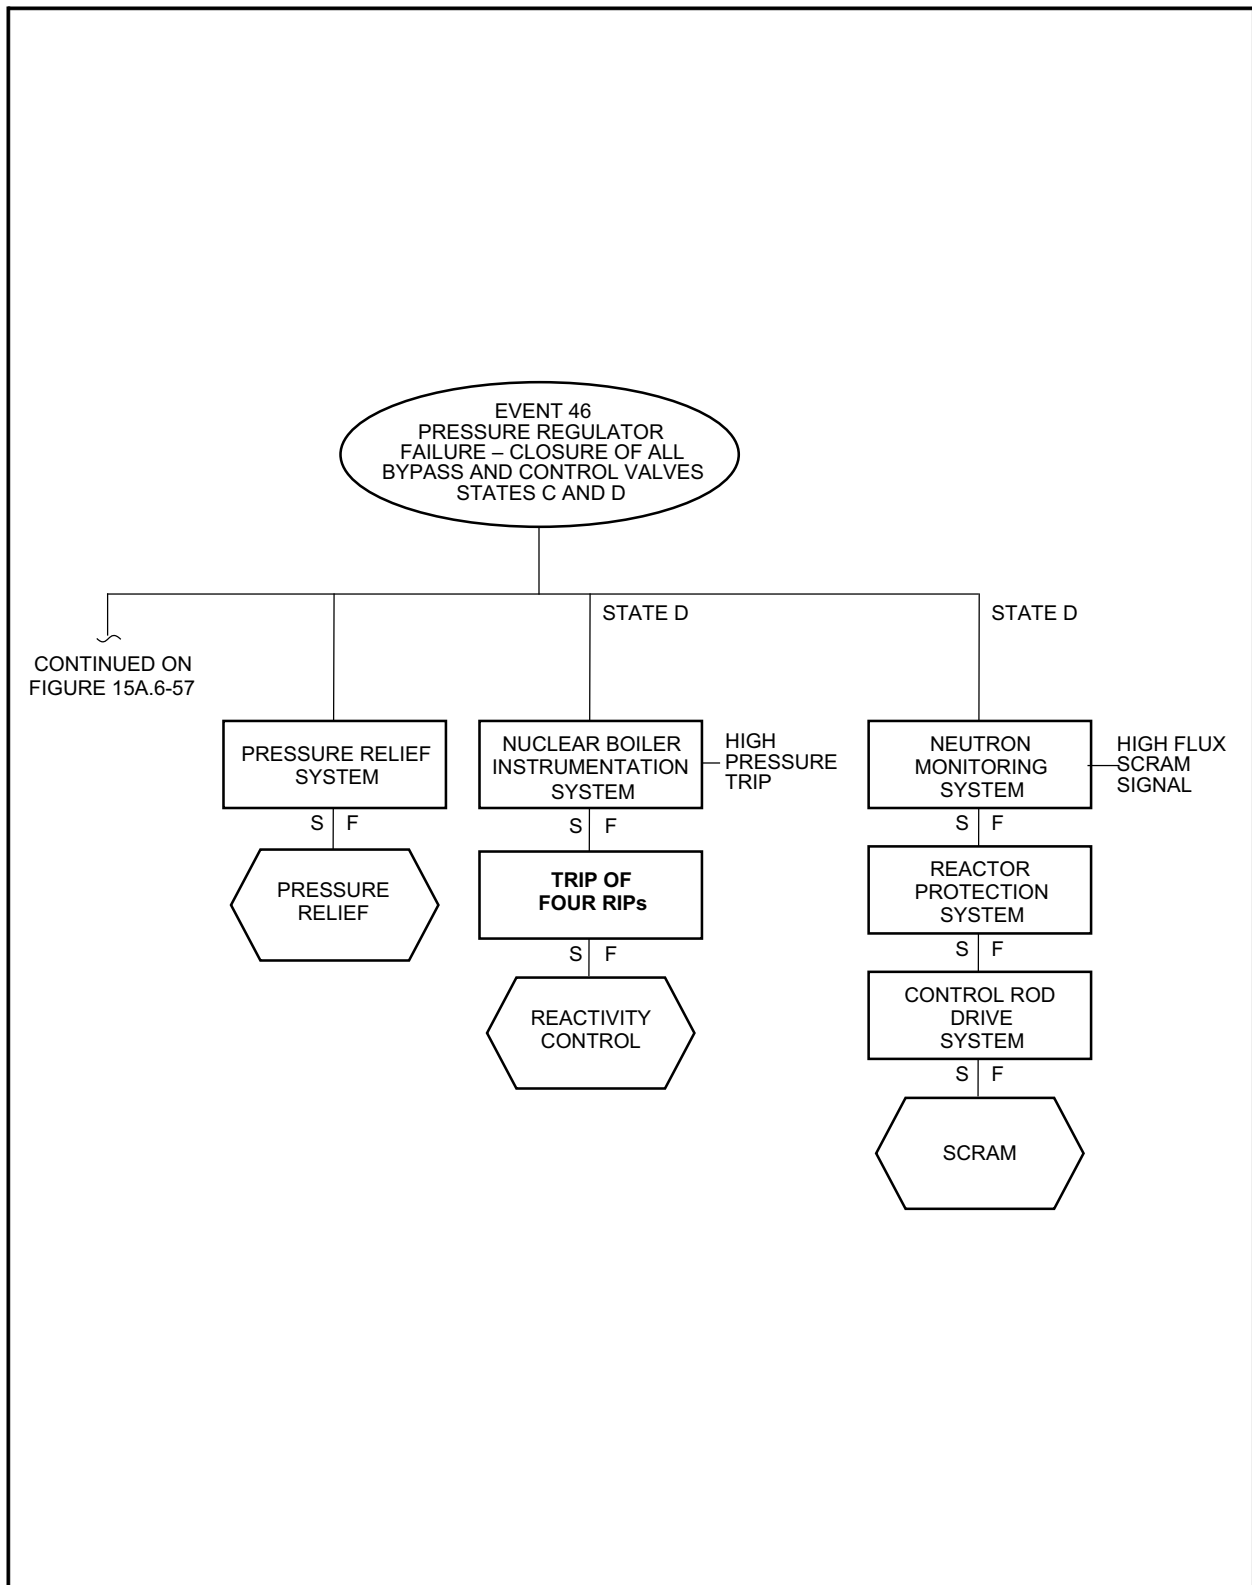 EVENT 46
PRESSURE REGULATOR
FAILURE – CLOSURE OF ALL
BYPASS AND CONTROL VALVES
STATES C AND D
STATE D
STATE D
CONTINUED ON
FIGURE 15A.6-57
PRESSURE RELIEF
SYSTEM
S F
PRESSURE
RELIEF
NUCLEAR BOILER
INSTRUMENTATION
SYSTEM
HIGH
PRESSURE
TRIP
S F
TRIP OF
FOUR RIPs
S F
REACTIVITY
CONTROL
NEUTRON
MONITORING
SYSTEM
HIGH FLUX
SCRAM
SIGNAL
S F
REACTOR
PROTECTION
SYSTEM
S F
CONTROL ROD
DRIVE
SYSTEM
S F
SCRAM